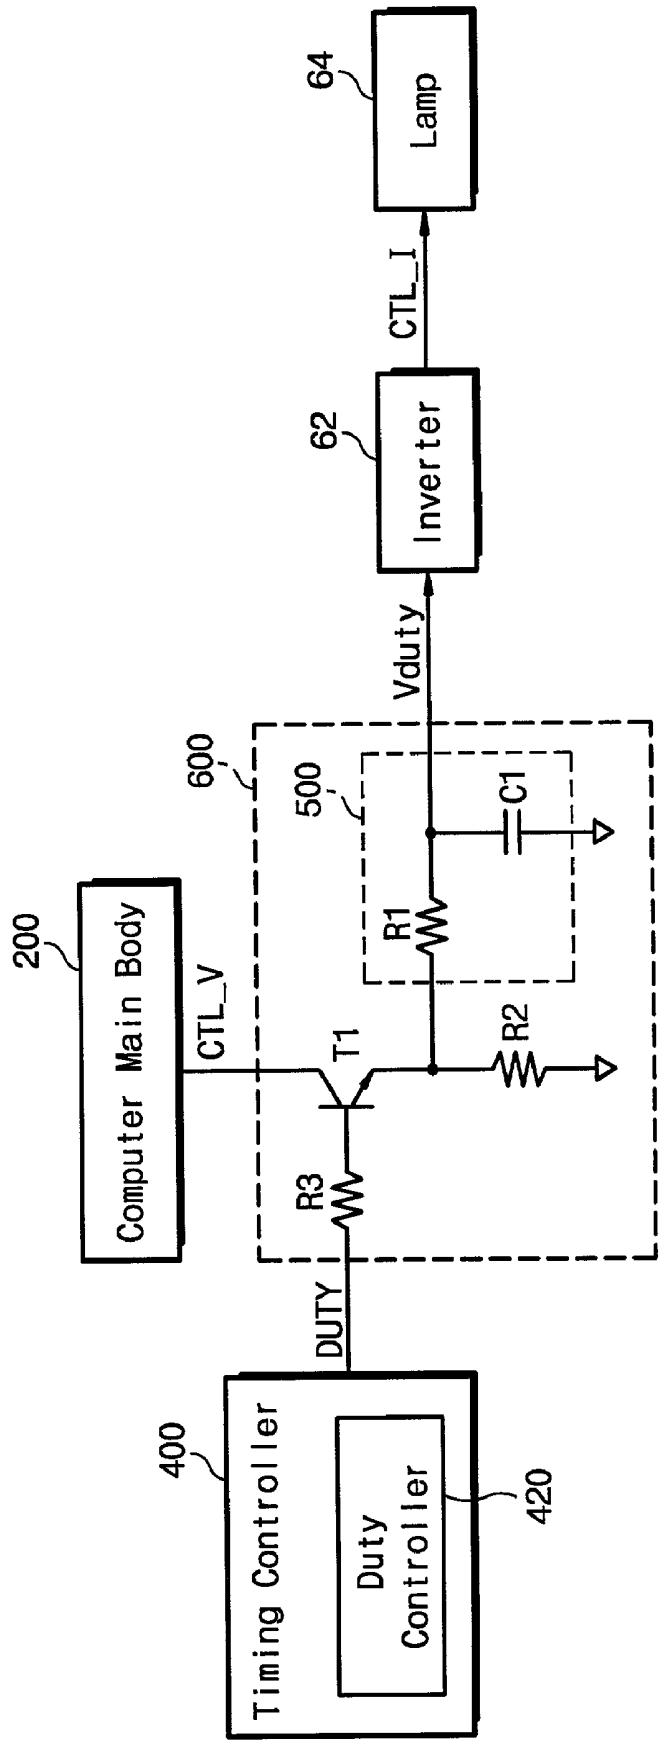 200
Computer Main Body
CTL_V
400
Timing Controller
Duty
Controller
420
DUTY
600
R3
T1
R2
500
R1
C1
Vduty
62
Inverter
CTL_I
64
Lamp